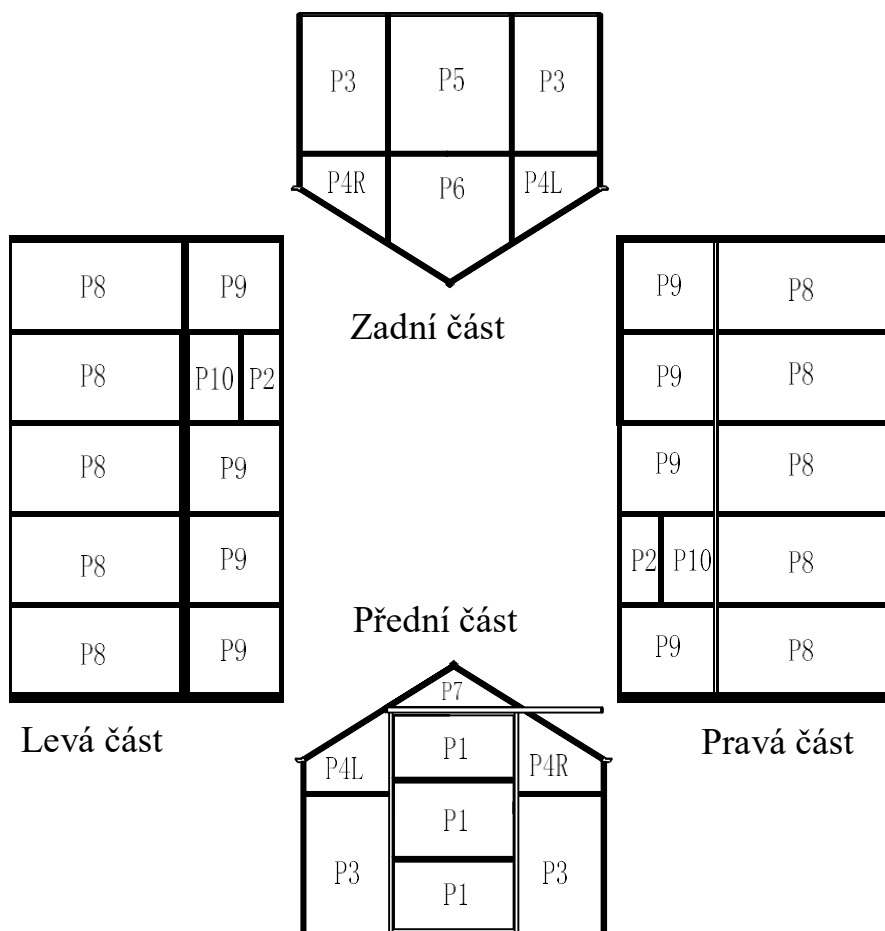 P3 P5 P3
P4R P6 P4L
Zadní část
P8 P9
P8 P10 P2
P8 P9
P8 P9
P8 P9
Levá část
P9 P8
P9 P8
P9 P8
P2 P10 P8
P9 P8
Pravá část
Přední část
P7
P4L P1 P4R
P1
P3 P1 P3